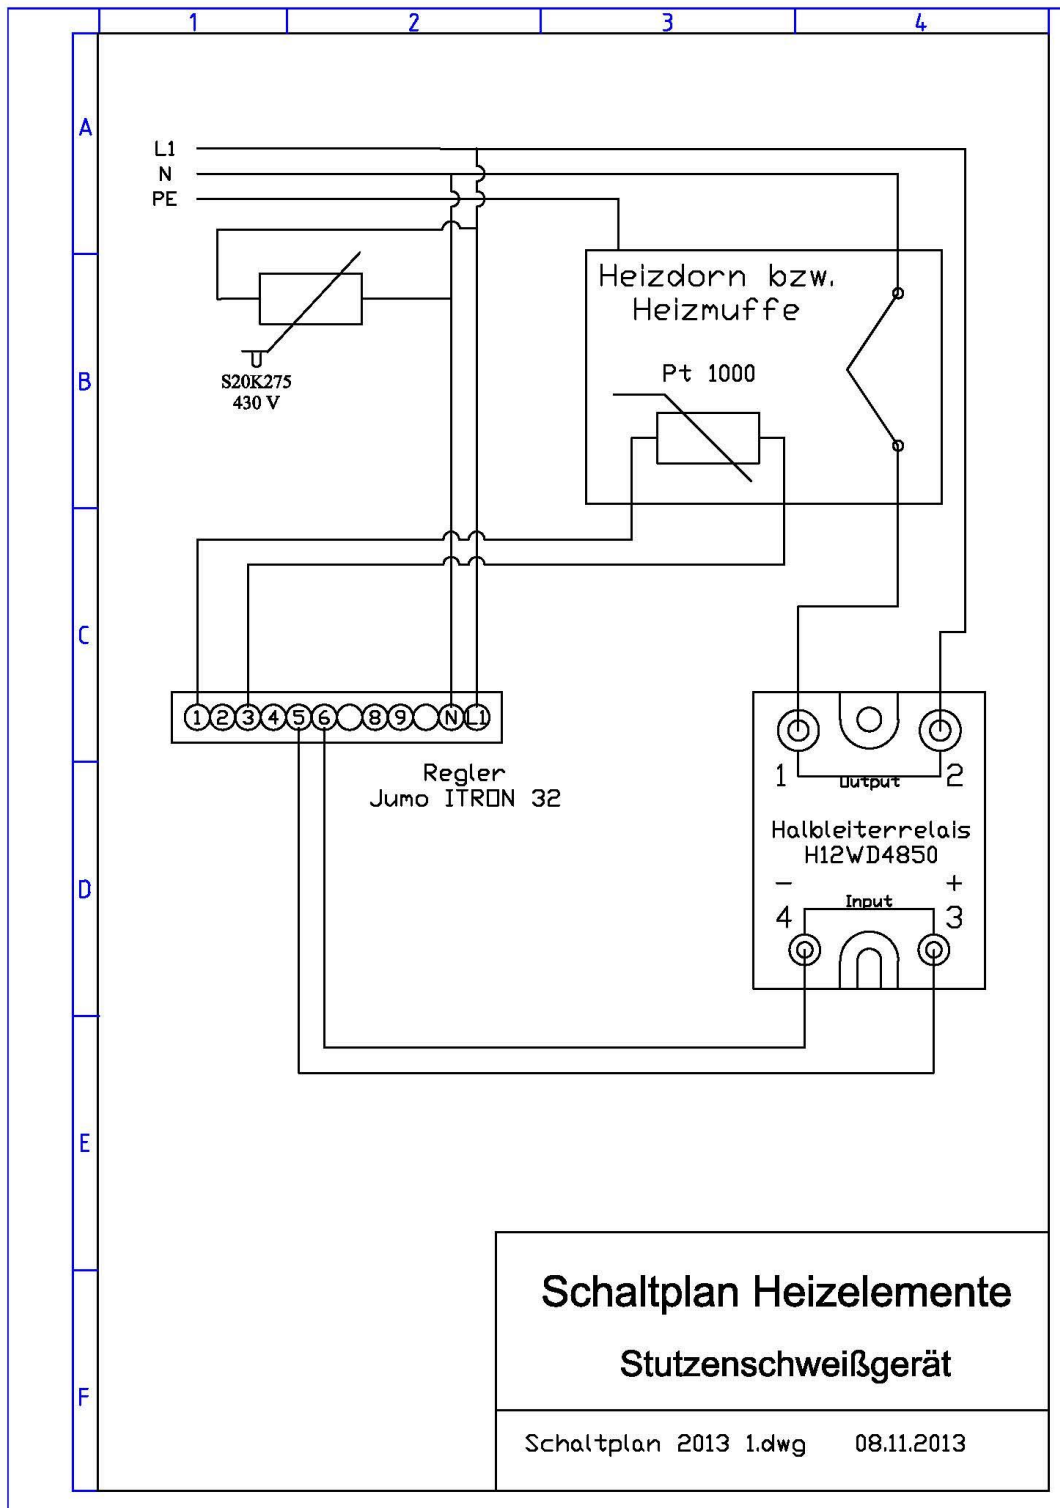 1 2 3 4
A
L1
N
PE
B
Heizdorn bzw.
Heizmuffe
Pt 1000
U
S20K275
430 V
C
1 2 3 4 5 6 8 9 N L1
Regler
Jumo ITRON 32
1 Output 2
Halbleiterrelais
H12WD4850
D
- +
4 Input 3
E
Schaltplan Heizelemente
Stutzenschweißgerät
F
Schaltplan 2013 1.dwg 08.11.2013